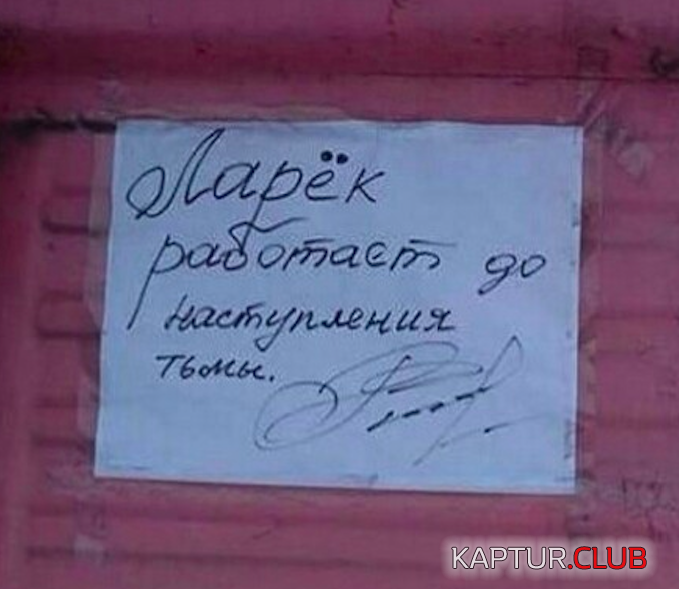 Ларёк
работает до
наступления
тьмы.
KAPTUR.CLUB